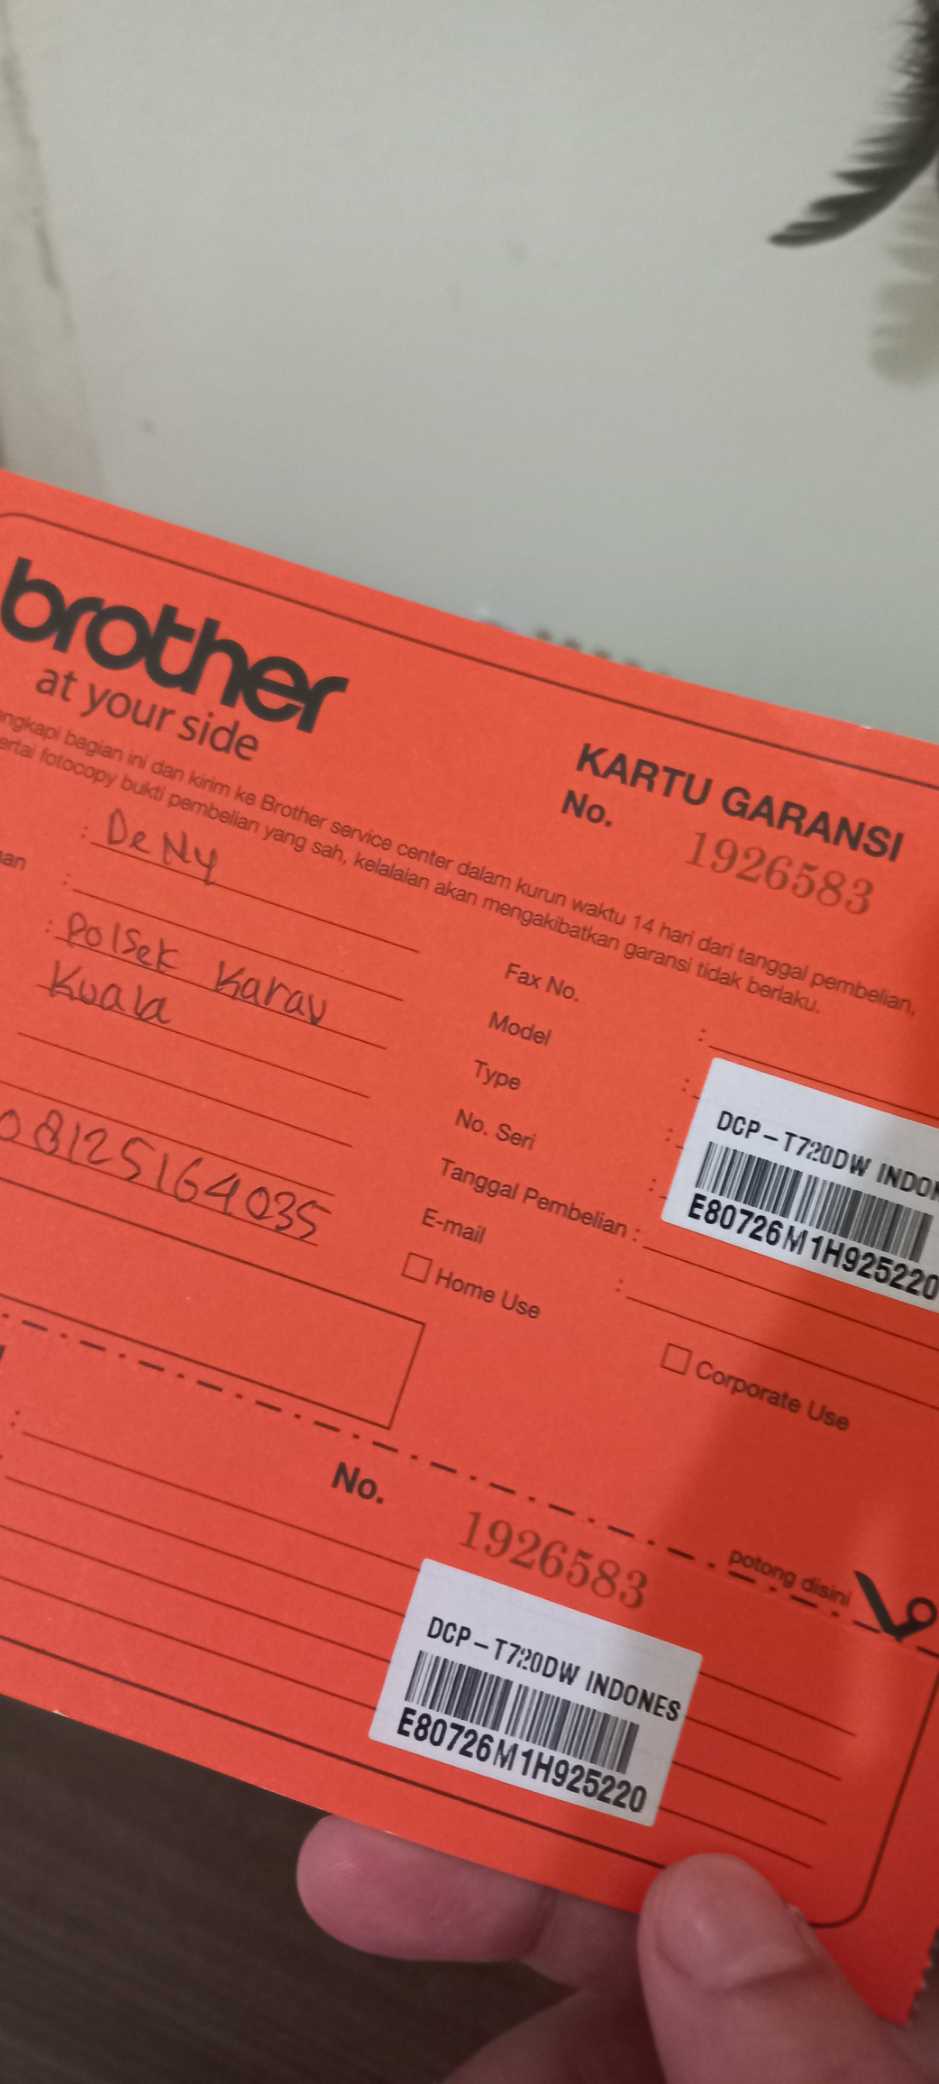 brother
at your side
KARTU GARANSI
No. 1926583
bagian ini dan kirim ke Brother service center dalam kurun waktu 14 hari dari tanggal pembelian,
fotocopy bukti pembelian yang sah, kelalaian akan mengakibatkan garansi tidak berlaku.
: DeNy
:
: Polsek Karau
Kuala
08125164035
Fax No. :
Model :
Type :
No. Seri :
Tanggal Pembelian :
E-mail :
Home Use
Corporate Use
DCP-T720DW
E80726M1H925220
potong disini
No. 1926583
DCP-T720DW INDONES
E80726M1H925220